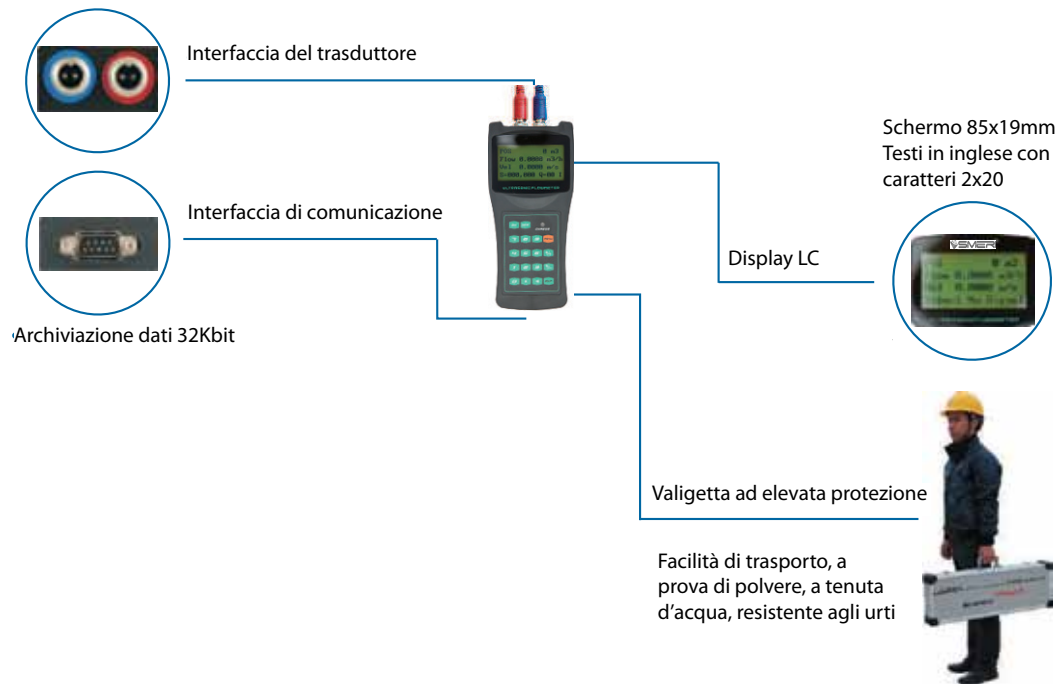 Interfaccia del trasduttore
Schermo 85x19mm
Testi in inglese con
caratteri 2x20
Interfaccia di comunicazione
Display LC
Archiviazione dati 32Kbit
Valigetta ad elevata protezione
Facilità di trasporto, a
prova di polvere, a tenuta
d’acqua, resistente agli urti